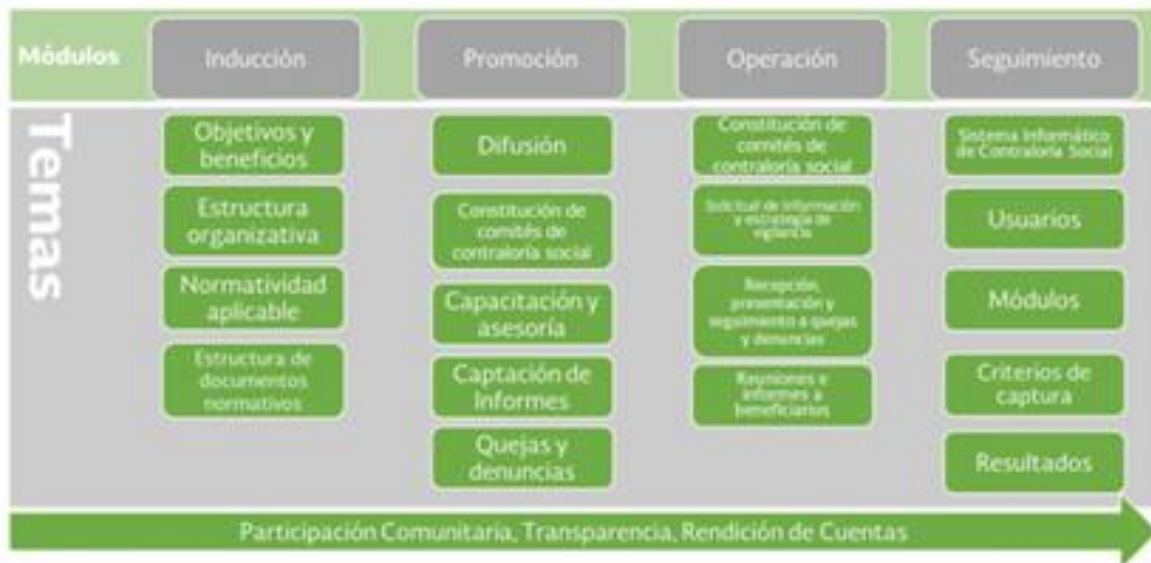 Módulos
Inducción
Promoción
Operación
Seguimiento
Temas
Objetivos y
beneficios
Estructura
organizativa
Normatividad
aplicable
Estructura de
documentos
normativos
Difusión
Constitución de
comités de
contraloría social
Capacitación y
asesoría
Captación de
Informes
Quejas y
denuncias
Constitución de
comités de
contraloría social
Solicitud de información
y estrategia de
vigilancia
Recepción,
presentación y
seguimiento a quejas
y denuncias
Reuniones e
informes a
beneficiarios
Sistema Informático
de Contraloría Social
Usuarios
Módulos
Criterios de
captura
Resultados
Participación Comunitaria, Transparencia, Rendición de Cuentas